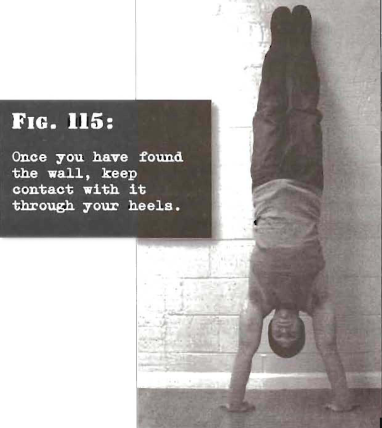 FIG. 115:
Once you have found
the wall, keep
contact with it
through your heels.